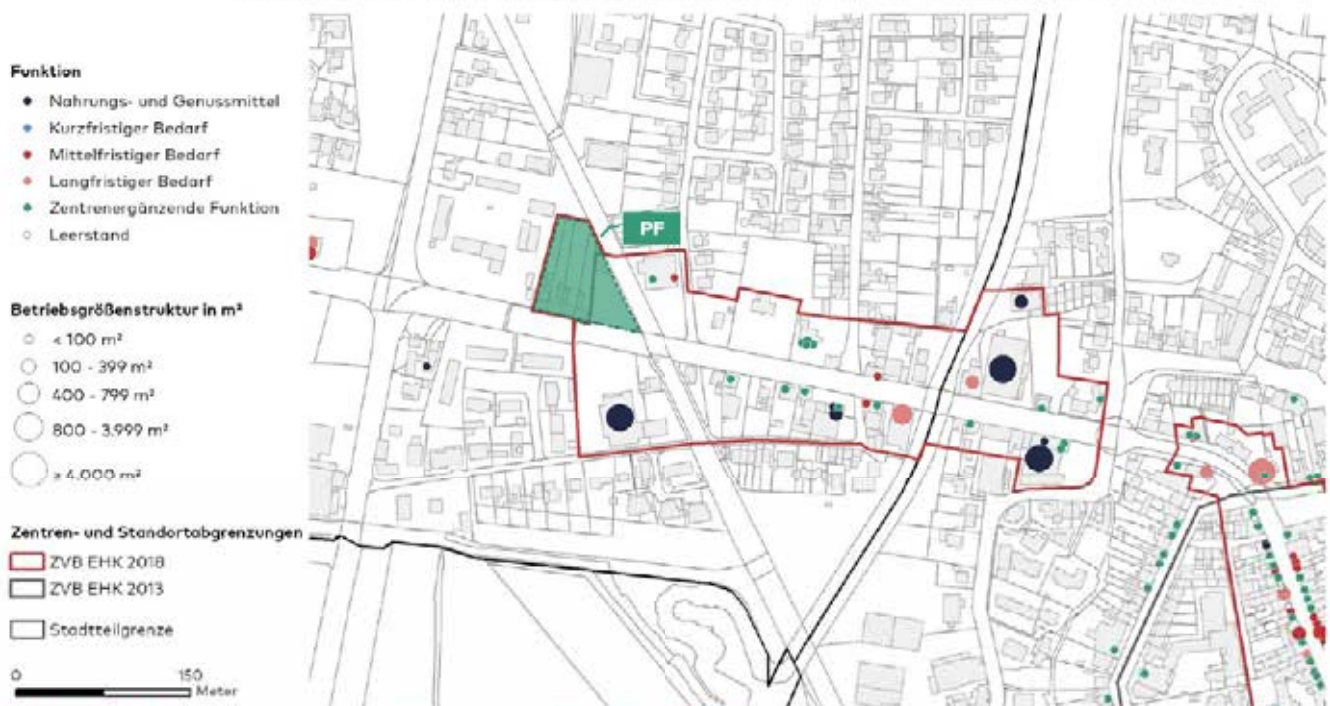 Funktion
Nahrungs- und Genussmittel
Kurzfristiger Bedarf
Mittelfristiger Bedarf
Langfristiger Bedarf
Zentrenergänzende Funktion
Leerstand
Betriebsgrößenstruktur in m²
< 100 m²
100 - 399 m²
400 - 799 m²
800 - 3.999 m²
≥ 4.000 m²
Zentren- und Standortabgrenzungen
ZVB EHK 2018
ZVB EHK 2013
Stadtteilgrenze
0 150
Meter
PF